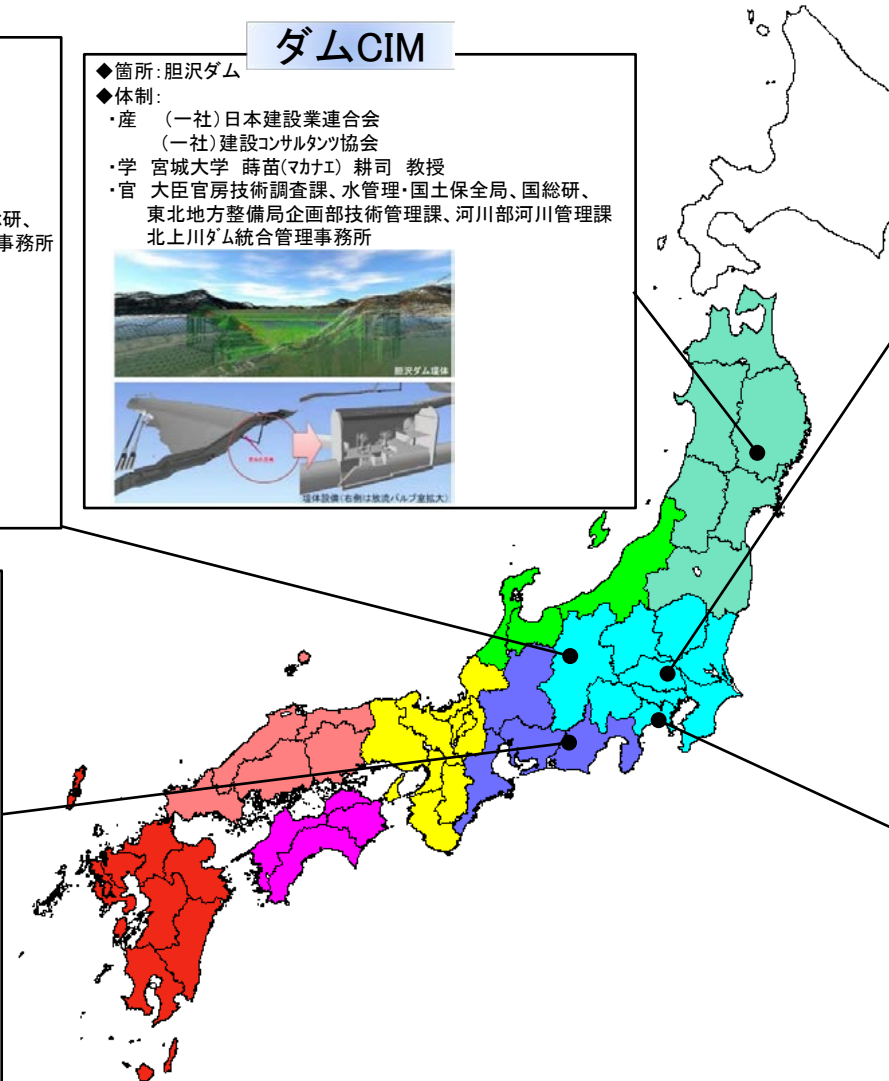 ダムCIM
◆箇所:胆沢ダム
◆体制:
・産 (一社)日本建設業連合会
(一社)建設コンサルタンツ協会
・学 宮城大学 蒔苗(マカナエ) 耕司 教授
・官 大臣官房技術調査課、水管理・国土保全局、国総研、
東北地方整備局企画部技術管理課、河川部河川管理課
北上川ダム統合管理事務所
胆沢ダム堤体
堤体設備(右側は放流バルブ室拡大)
研、
事務所